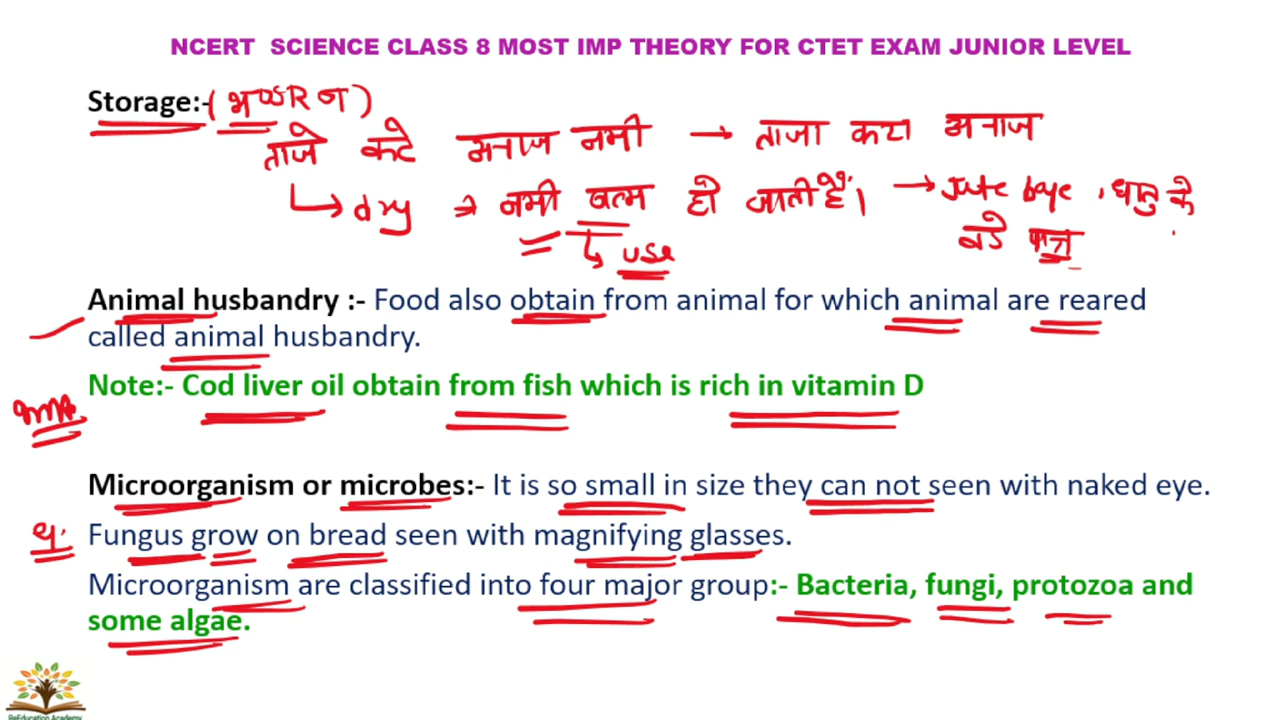 NCERT SCIENCE CLASS 8 MOST IMP THEORY FOR CTET EXAM JUNIOR LEVEL
Storage:- (भण्डारण)
ताजे कटे अनाज नमी → ताजा कटा अनाज
↳ dry ⇒ नमी खत्म हो जाती है। → Jute bage, धातु के
↳ use बडे पात्र
Animal husbandry :- Food also obtain from animal for which animal are reared
called animal husbandry.
Note:- Cod liver oil obtain from fish which is rich in vitamin D
Imp.
Microorganism or microbes:- It is so small in size they can not seen with naked eye.
Fungus grow on bread seen with magnifying glasses.
Microorganism are classified into four major group:- Bacteria, fungi, protozoa and
some algae.
ReEducation Academy